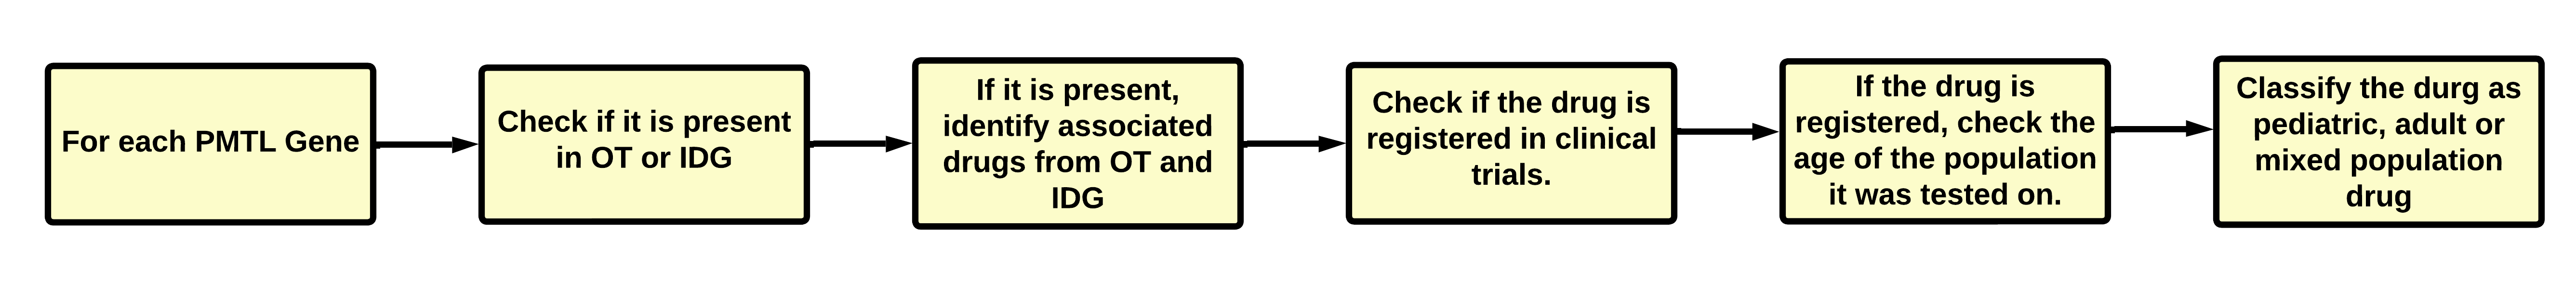 For each PMTL Gene
Check if it is present
in OT or IDG
If it is present,
identify associated
drugs from OT and
IDG
Check if the drug is
registered in clinical
trials.
If the drug is
registered, check the
age of the population
it was tested on.
Classify the durg as
pediatric, adult or
mixed population
drug